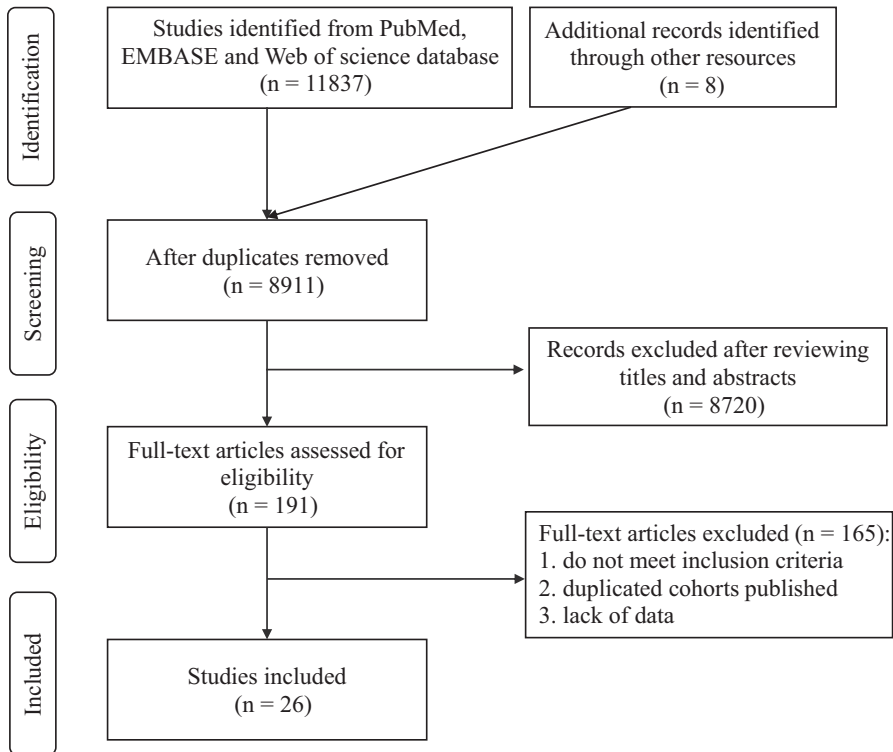 Identification
Studies identified from PubMed,
EMBASE and Web of science database
(n = 11837)
Additional records identified
through other resources
(n = 8)
Screening
After duplicates removed
(n = 8911)
Records excluded after reviewing
titles and abstracts
(n = 8720)
Eligibility
Full-text articles assessed for
eligibility
(n = 191)
Full-text articles excluded (n = 165):
1. do not meet inclusion criteria
2. duplicated cohorts published
3. lack of data
Included
Studies included
(n = 26)